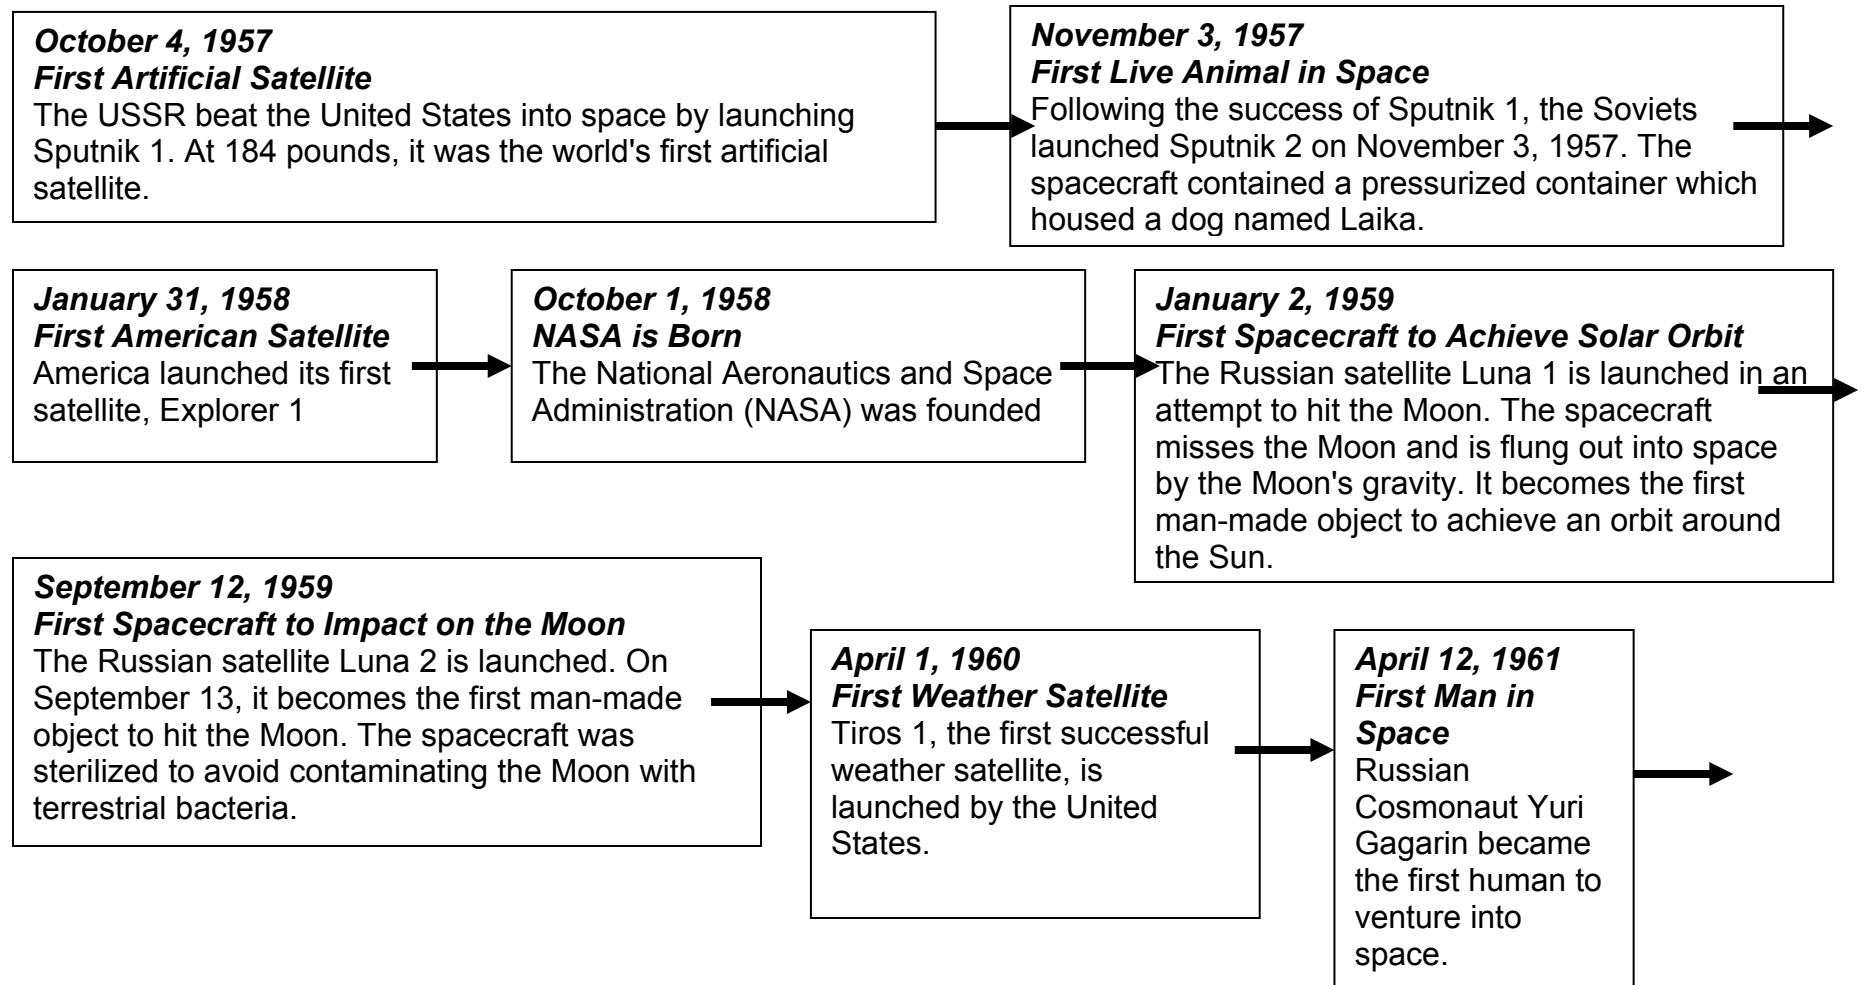 October 4, 1957
First Artificial Satellite
The USSR beat the United States into space by launching
Sputnik 1. At 184 pounds, it was the world's first artificial
satellite.
November 3, 1957
First Live Animal in Space
Following the success of Sputnik 1, the Soviets
launched Sputnik 2 on November 3, 1957. The
spacecraft contained a pressurized container which
housed a dog named Laika.
January 31, 1958
First American Satellite
America launched its first
satellite, Explorer 1
October 1, 1958
NASA is Born
The National Aeronautics and Space
Administration (NASA) was founded
January 2, 1959
First Spacecraft to Achieve Solar Orbit
The Russian satellite Luna 1 is launched in an
attempt to hit the Moon. The spacecraft
misses the Moon and is flung out into space
by the Moon's gravity. It becomes the first
man-made object to achieve an orbit around
the Sun.
September 12, 1959
First Spacecraft to Impact on the Moon
The Russian satellite Luna 2 is launched. On
September 13, it becomes the first man-made
object to hit the Moon. The spacecraft was
sterilized to avoid contaminating the Moon with
terrestrial bacteria.
April 1, 1960
First Weather Satellite
Tiros 1, the first successful
weather satellite, is
launched by the United
States.
April 12, 1961
First Man in
Space
Russian
Cosmonaut Yuri
Gagarin became
the first human to
venture into
space.